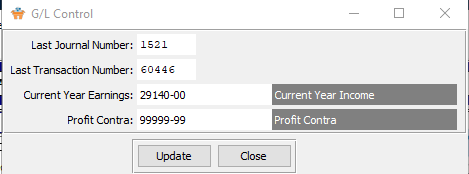 G/L Control
Last Journal Number: 1521
Last Transaction Number: 60446
Current Year Earnings: 29140-00 Current Year Income
Profit Contra: 99999-99 Profit Contra
Update Close